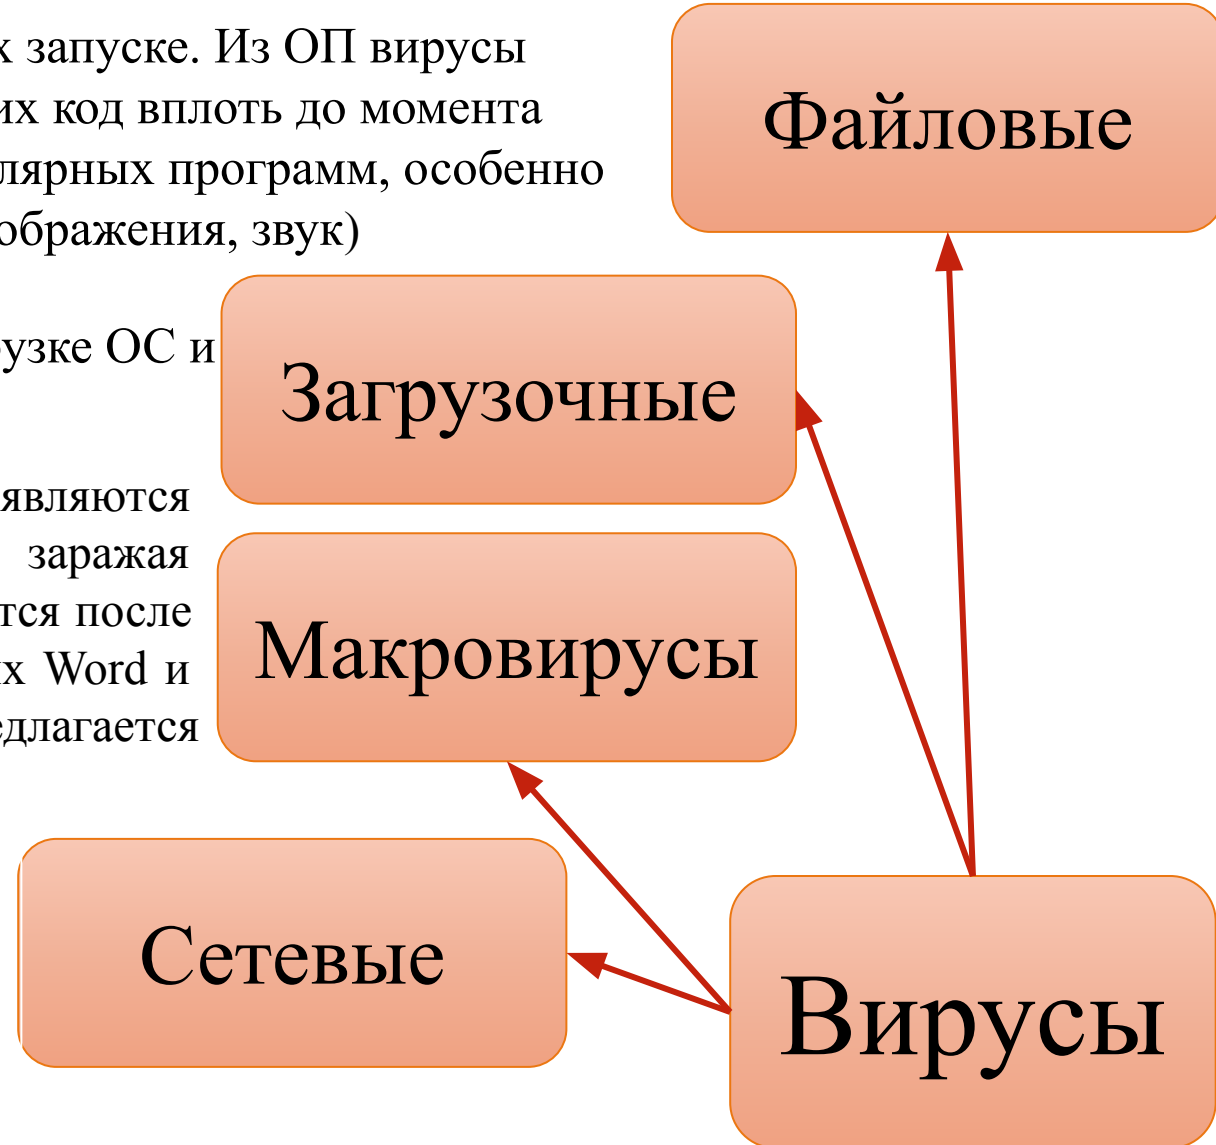 х запуске. Из ОП вирусы
их код вплоть до момента
лярных программ, особенно
ображения, звук)
Файловые
узке ОС и
Загрузочные
являются
заражая
тся после
их Word и
едлагается
Макровирусы
Сетевые
Вирусы